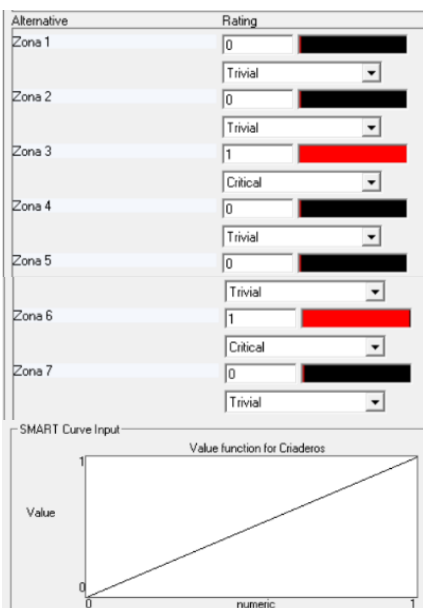 Alternative Rating
Zona 1 0
Trivial
Zona 2 0
Trivial
Zona 3 1
Critical
Zona 4 0
Trivial
Zona 5 0
Trivial
Zona 6 1
Critical
Zona 7 0
Trivial
SMART Curve Input
Value function for Criaderos
1
Value
0
0 numeric 1